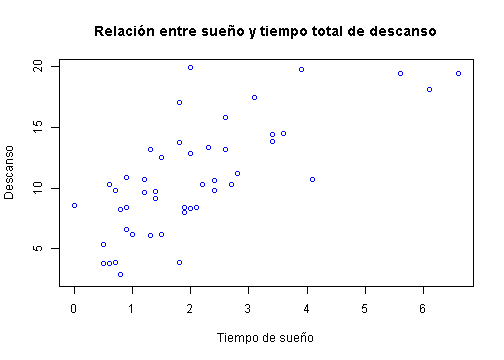 Relación entre sueño y tiempo total de descanso
20
15
10
5
Descanso
0 1 2 3 4 5 6
Tiempo de sueño